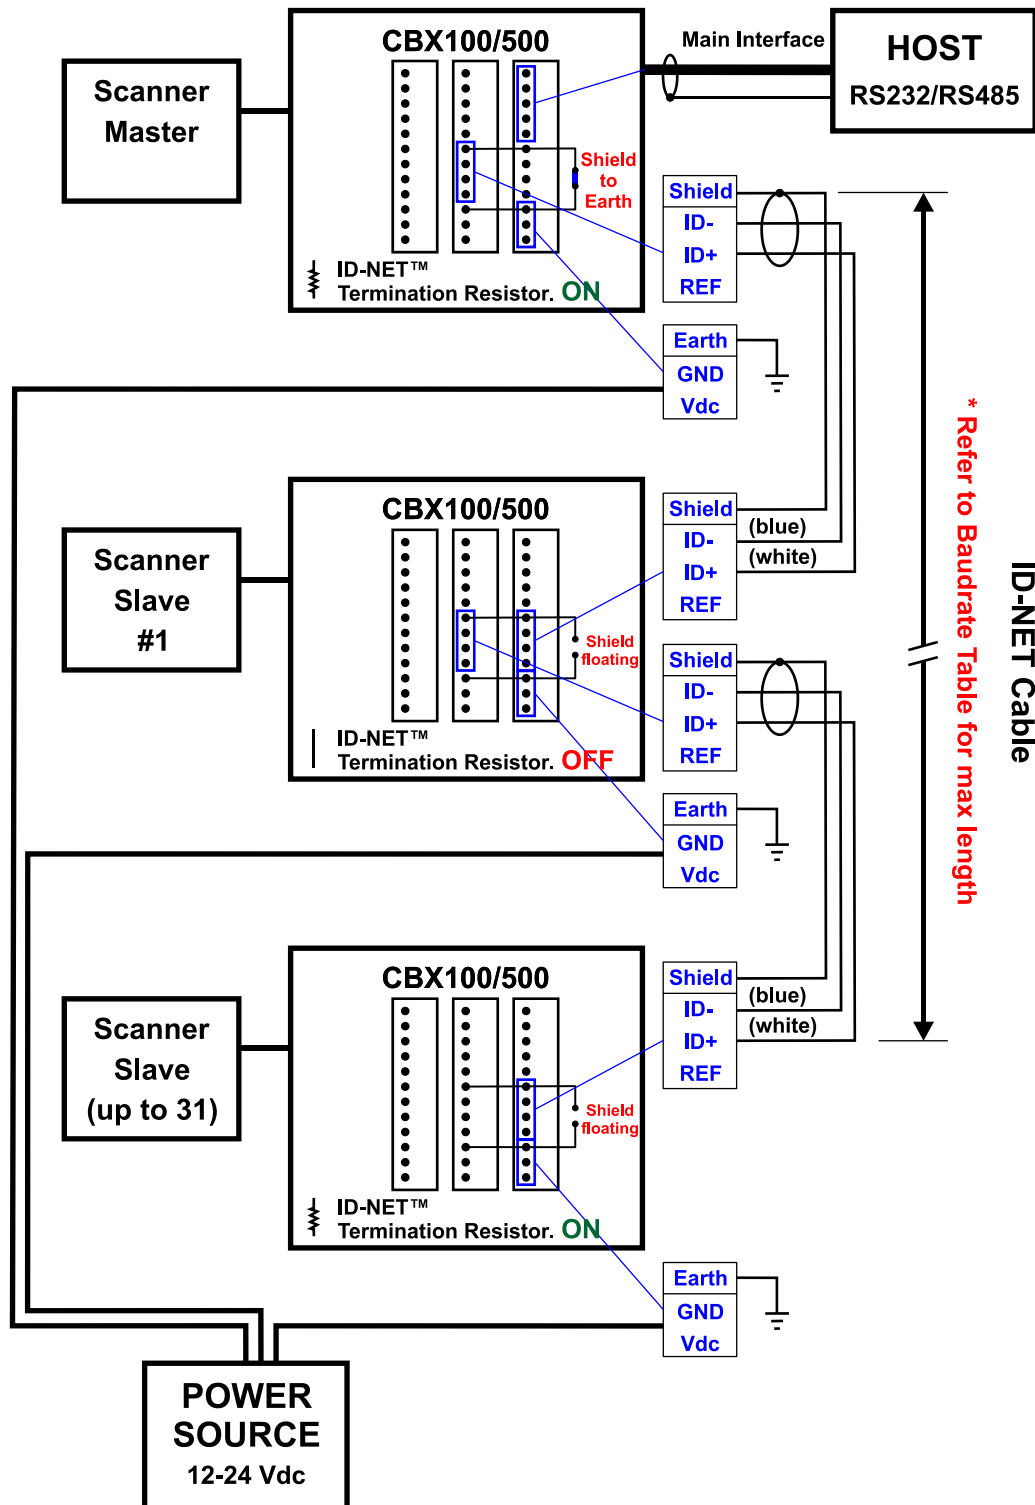 CBX100/500
Main Interface
HOST
RS232/RS485
Scanner
Master
Shield
to
Earth
ID-NET™
Termination Resistor. ON
Shield
ID-
ID+
REF
Earth
GND
Vdc
CBX100/500
Scanner
Slave
#1
Shield
floating
ID-NET™
Termination Resistor. OFF
Shield
ID-
(blue)
ID+
(white)
REF
Shield
ID-
ID+
REF
Earth
GND
Vdc
* Refer to Baudrate Table for max length
ID-NET Cable
CBX100/500
Scanner
Slave
(up to 31)
Shield
floating
ID-NET™
Termination Resistor. ON
Shield
ID-
(blue)
ID+
(white)
REF
Earth
GND
Vdc
POWER
SOURCE
12-24 Vdc